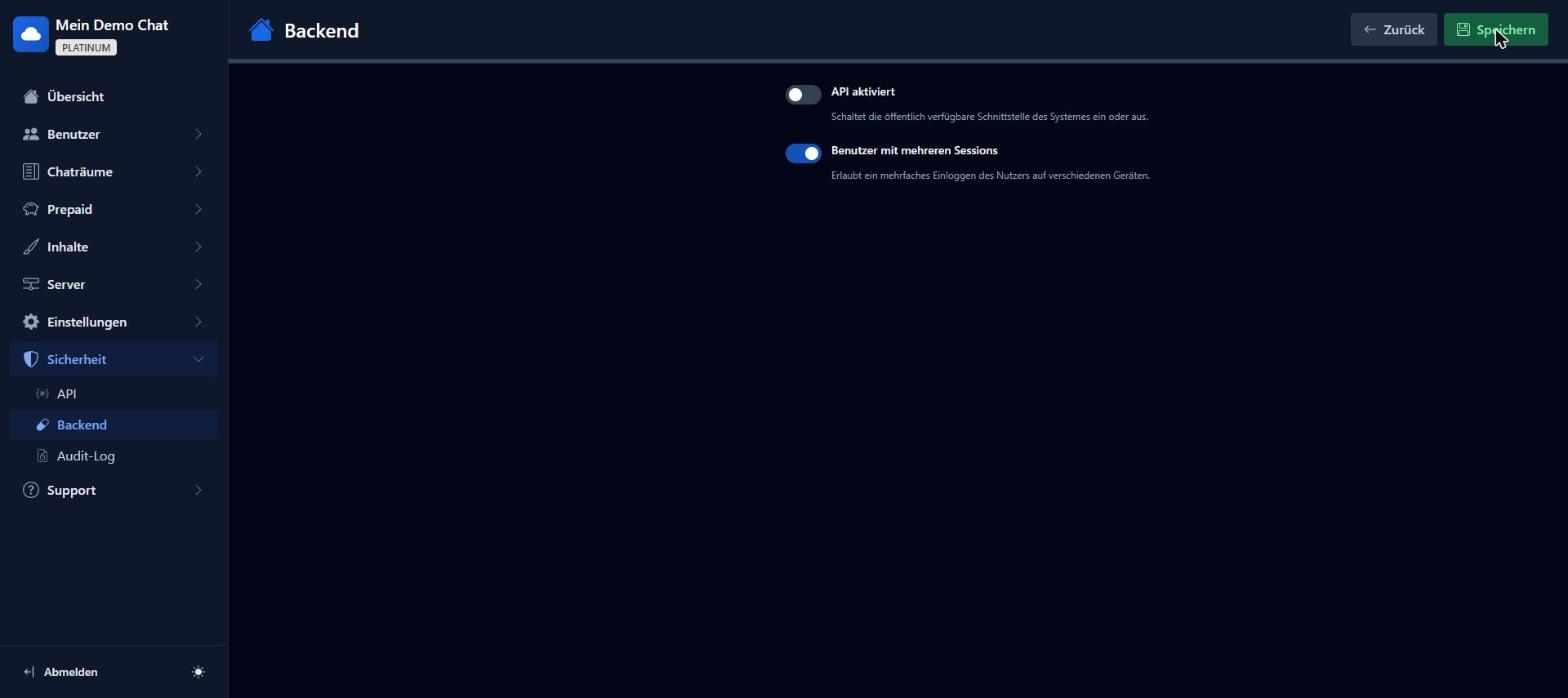 Mein Demo Chat
PLATINUM
Übersicht
Benutzer
Chaträume
Prepaid
Inhalte
Server
Einstellungen
Sicherheit
API
Backend
Audit-Log
Support
Abmelden
Backend
Zurück
Speichern
API aktiviert
Schaltet die öffentlich verfügbare Schnittstelle des Systemes ein oder aus.
Benutzer mit mehreren Sessions
Erlaubt ein mehrfaches Einloggen des Nutzers auf verschiedenen Geräten.